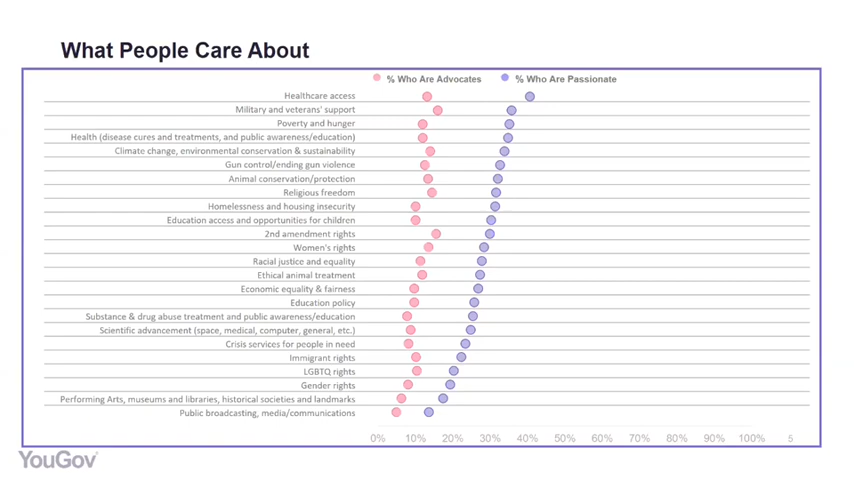 What People Care About
% Who Are Advocates % Who Are Passionate
Healthcare access
Military and veterans' support
Poverty and hunger
Health (disease cures and treatments, and public awareness/education)
Climate change, environmental conservation & sustainability
Gun control/ending gun violence
Animal conservation/protection
Religious freedom
Homelessness and housing insecurity
Education access and opportunities for children
2nd amendment rights
Women's rights
Racial justice and equality
Ethical animal treatment
Economic equality & fairness
Education policy
Substance & drug abuse treatment and public awareness/education
Scientific advancement (space, medical, computer, general, etc.)
Crisis services for people in need
Immigrant rights
LGBTQ rights
Gender rights
Performing Arts, museums and libraries, historical societies and landmarks
Public broadcasting, media/communications
0% 10% 20% 30% 40% 50% 60% 70% 80% 90% 100% 5
YouGov®